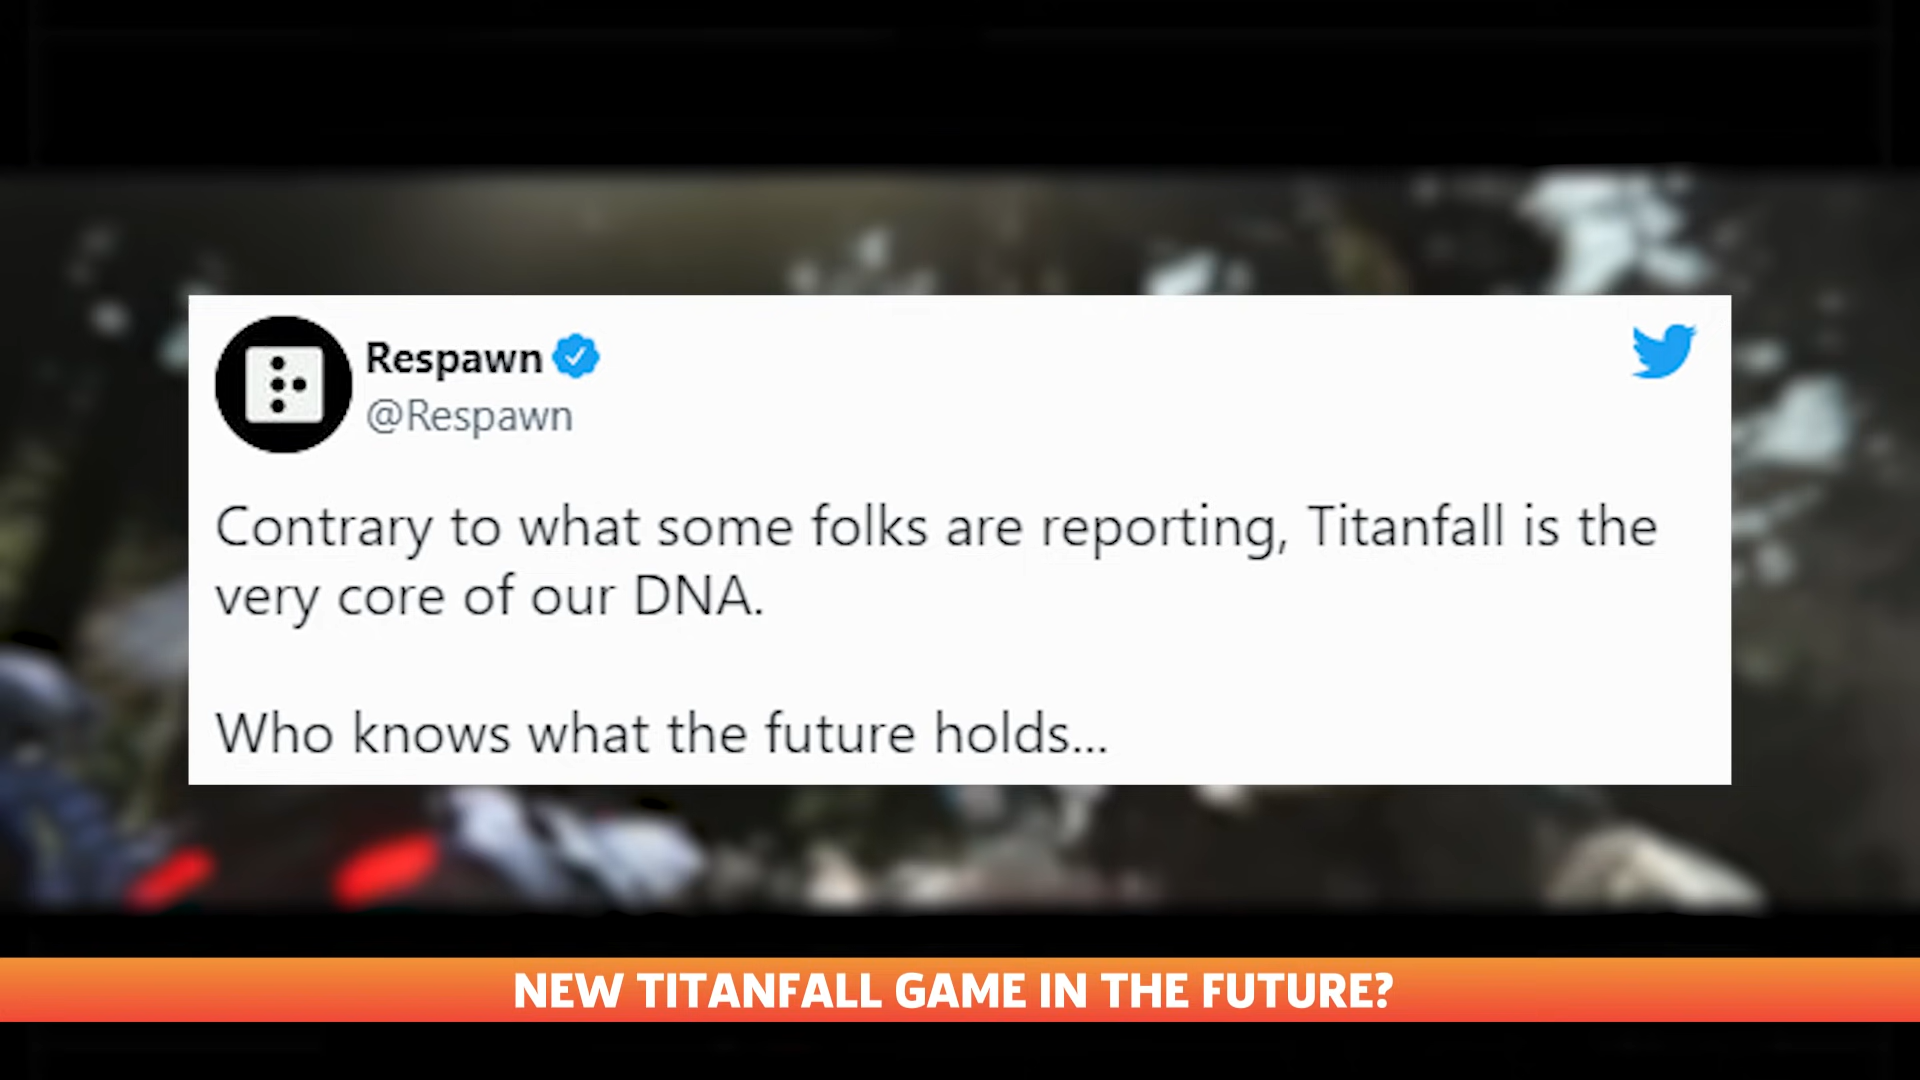 Respawn
@Respawn
Contrary to what some folks are reporting, Titanfall is the
very core of our DNA.
Who knows what the future holds...
NEW TITANFALL GAME IN THE FUTURE?